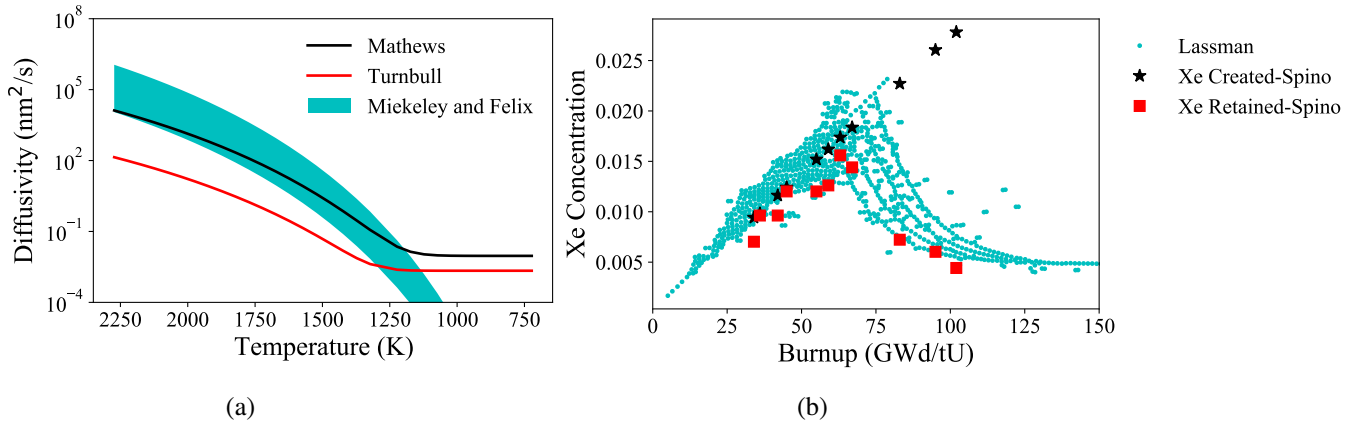 10^8
10^5
10^2
10^{-1}
10^{-4}
Diffusivity (nm^2/s)
Mathews
Turnbull
Miekeley and Felix
2250 2000 1750 1500 1250 1000 750
Temperature (K)
(a)
0.025
0.020
0.015
0.010
0.005
Xe Concentration
0 25 50 75 100 125 150
Burnup (GWd/tU)
Lassman
Xe Created-Spino
Xe Retained-Spino
(b)